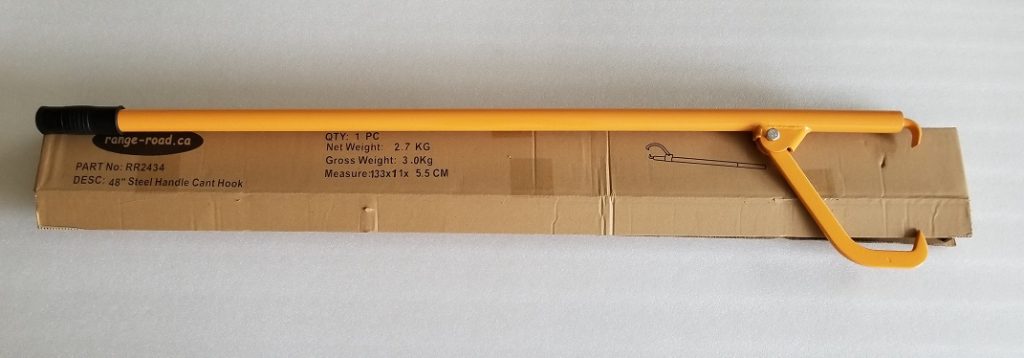 range-road.ca
PART No: RR2434
DESC: 48" Steel Handle Cant Hook
QTY: 1 PC
Net Weight: 2.7 KG
Gross Weight: 3.0Kg
Measure:133x11x 5.5 CM